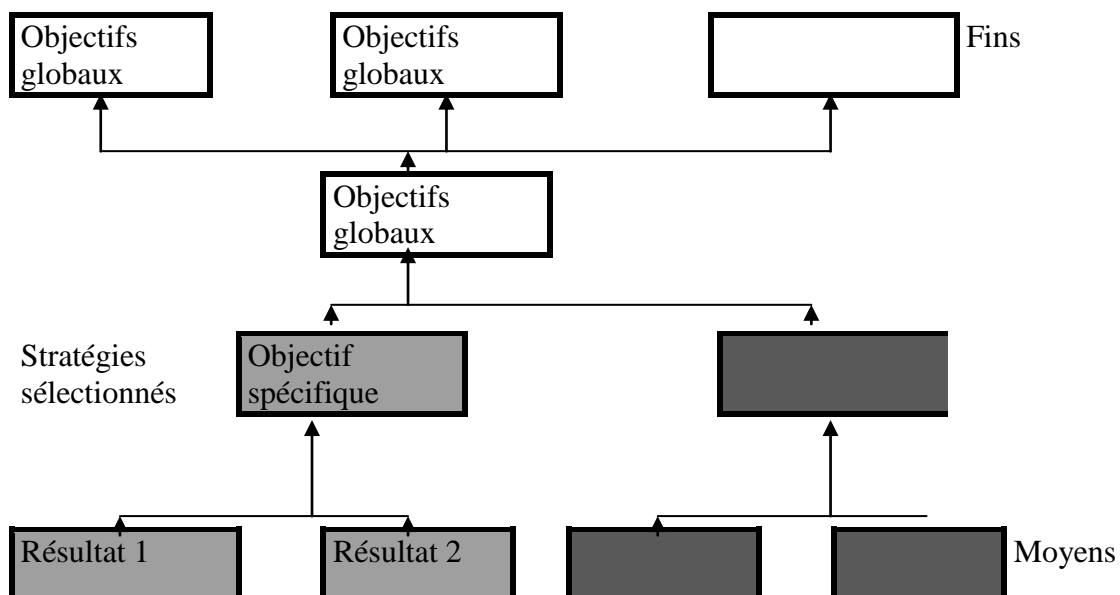 Objectifs
globaux
Objectifs
globaux
Fins
Objectifs
globaux
Stratégies
sélectionnés
Objectif
spécifique
Résultat 1
Résultat 2
Moyens